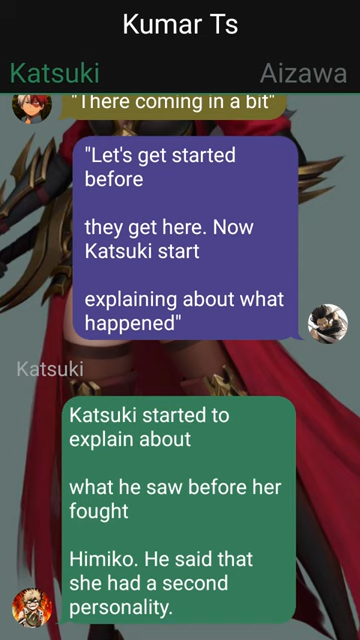 Kumar Ts
Katsuki
Aizawa
"There coming in a bit"
"Let's get started
before
they get here. Now
Katsuki start
explaining about what
happened"
Katsuki
Katsuki started to
explain about
what he saw before her
fought
Himiko. He said that
she had a second
personality.